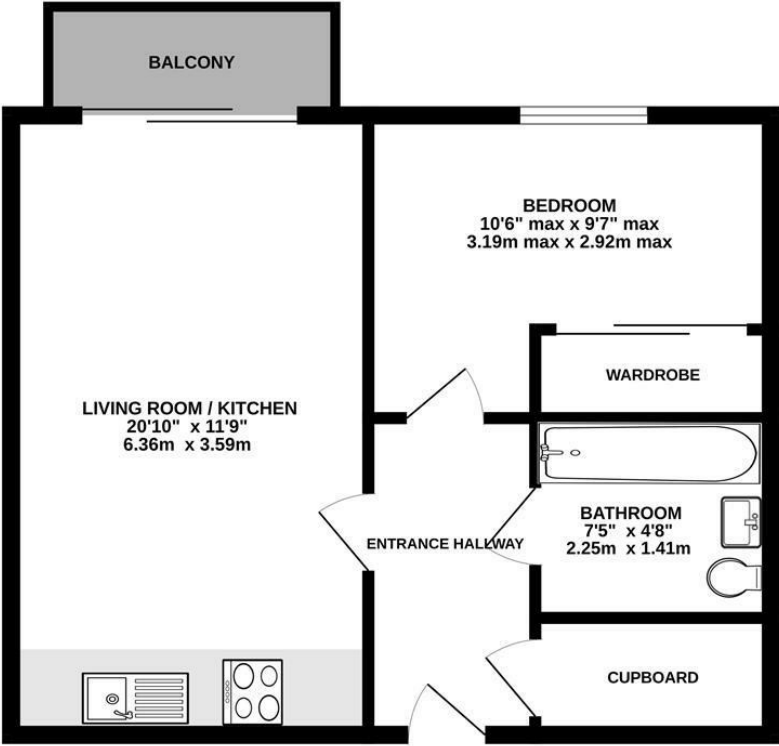 BALCONY
BEDROOM
10'6" max x 9'7" max
3.19m max x 2.92m max
WARDROBE
LIVING ROOM / KITCHEN
20'10" x 11'9"
6.36m x 3.59m
BATHROOM
7'5" x 4'8"
2.25m x 1.41m
ENTRANCE HALLWAY
CUPBOARD